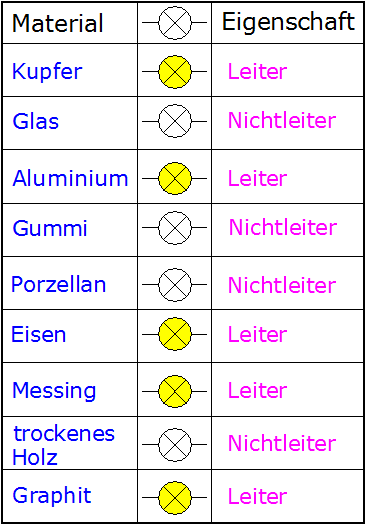 Material Eigenschaft
Kupfer Leiter
Glas Nichtleiter
Aluminium Leiter
Gummi Nichtleiter
Porzellan Nichtleiter
Eisen Leiter
Messing Leiter
trockenes
Holz Nichtleiter
Graphit Leiter